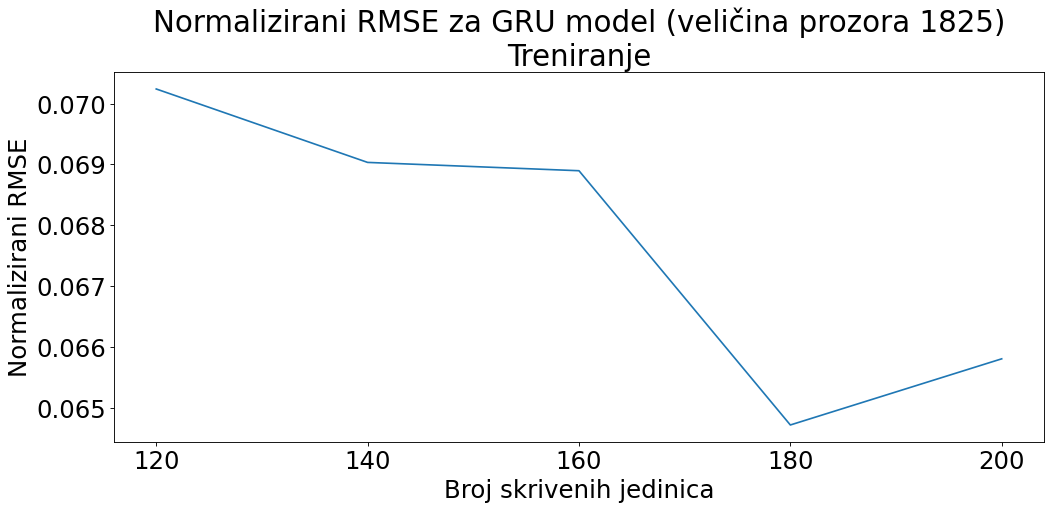 Normalizirani RMSE za GRU model (veličina prozora 1825)
Treniranje
Normalizirani RMSE
0.070
0.069
0.068
0.067
0.066
0.065
120 140 160 180 200
Broj skrivenih jedinica